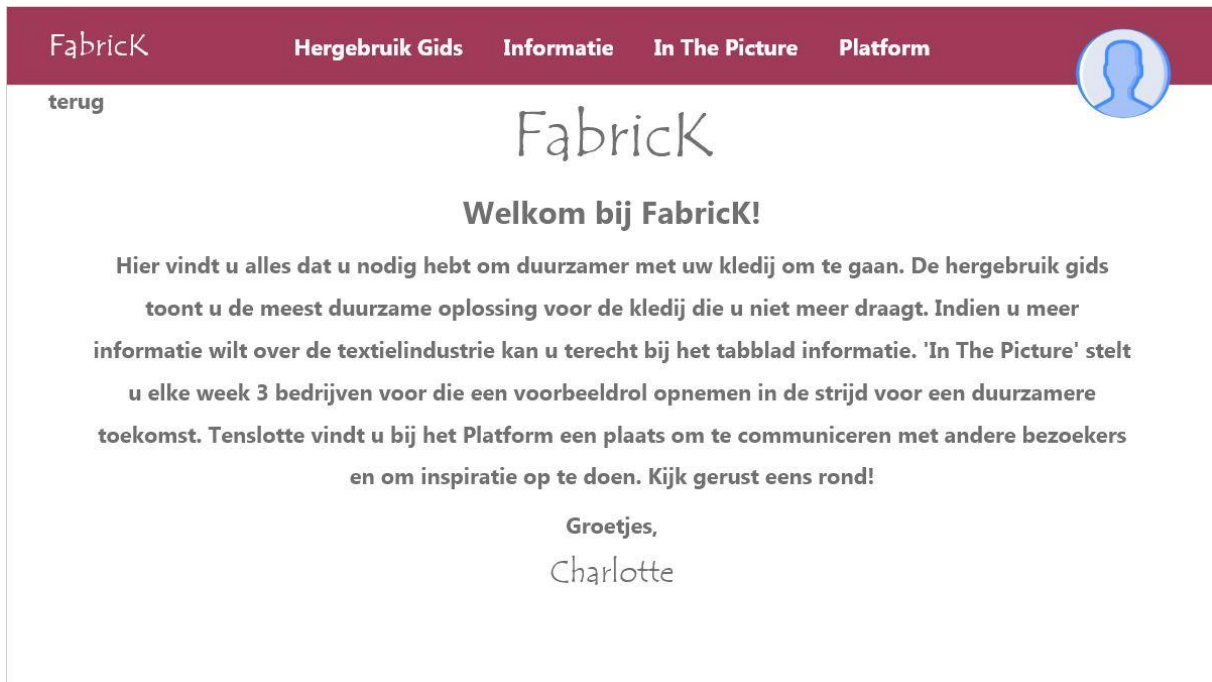 FabricK Hergebruik Gids Informatie In The Picture Platform
terug
FabricK
Welkom bij FabricK!
Hier vindt u alles dat u nodig hebt om duurzamer met uw kledij om te gaan. De hergebruik gids
toont u de meest duurzame oplossing voor de kledij die u niet meer draagt. Indien u meer
informatie wilt over de textielindustrie kan u terecht bij het tabblad informatie. 'In The Picture' stelt
u elke week 3 bedrijven voor die een voorbeeldrol opnemen in de strijd voor een duurzamere
toekomst. Tenslotte vindt u bij het Platform een plaats om te communiceren met andere bezoekers
en om inspiratie op te doen. Kijk gerust eens rond!
Groetjes,
Charlotte